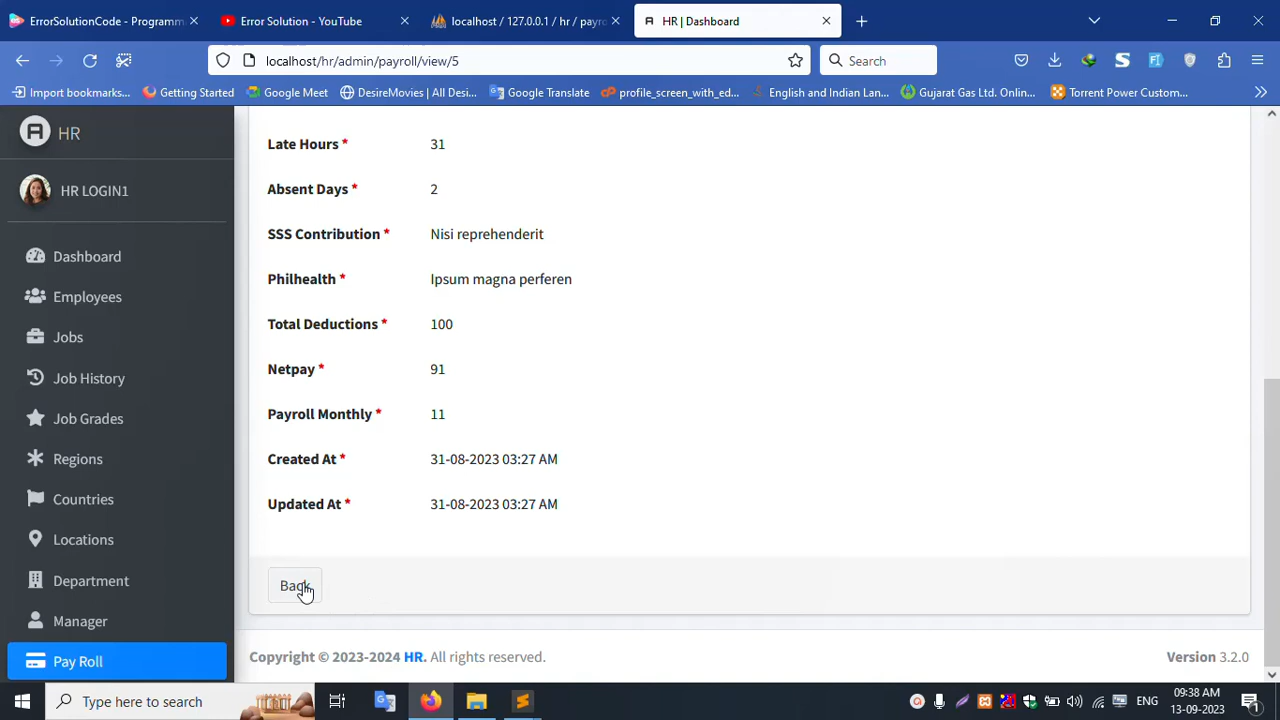 ErrorSolutionCode - Programm
Error Solution - YouTube
localhost / 127.0.0.1 / hr / payro
HR | Dashboard
localhost/hr/admin/payroll/view/5
Search
Import bookmarks...
Getting Started
Google Meet
DesireMovies | All Desi...
Google Translate
profile_screen_with_ed...
English and Indian Lan...
Gujarat Gas Ltd. Onlin...
Torrent Power Custom...
HR
HR LOGIN1
Dashboard
Employees
Jobs
Job History
Job Grades
Regions
Countries
Locations
Department
Manager
Pay Roll
Late Hours * 31
Absent Days * 2
SSS Contribution * Nisi reprehenderit
Philhealth * Ipsum magna perferen
Total Deductions * 100
Netpay * 91
Payroll Monthly * 11
Created At * 31-08-2023 03:27 AM
Updated At * 31-08-2023 03:27 AM
Back
Copyright © 2023-2024 HR. All rights reserved.
Version 3.2.0
Type here to search
ENG
09:38 AM
13-09-2023
1